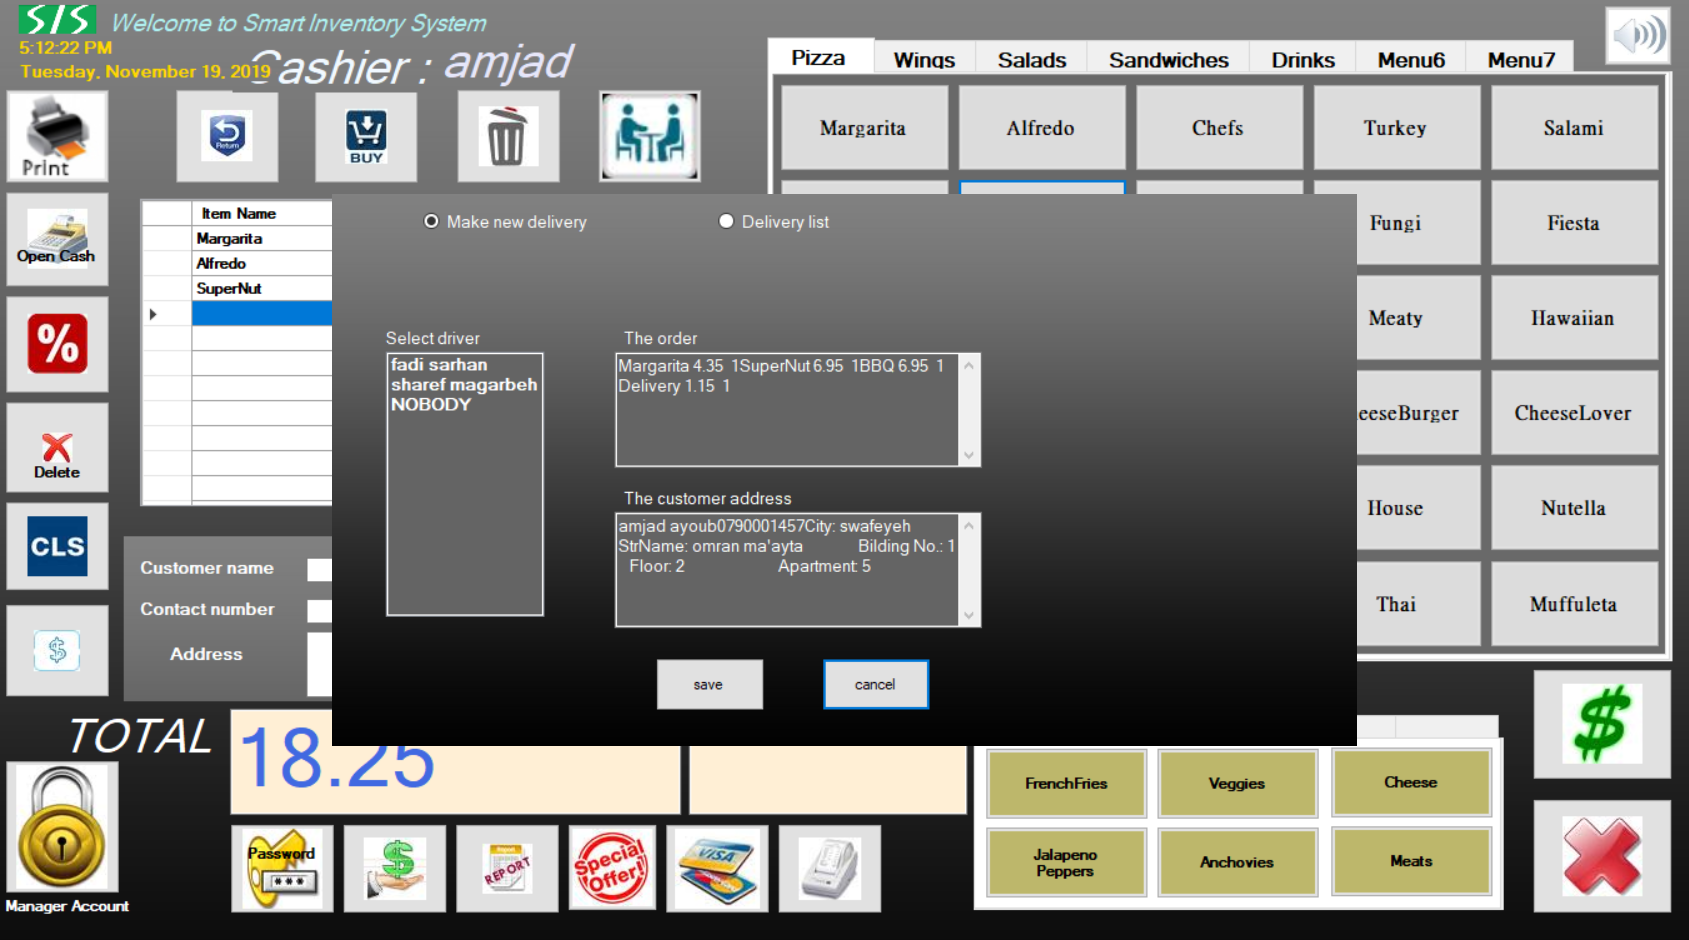 SIS Welcome to Smart Inventory System
5:12:22 PM
Tuesday. November 19. 2019
Cashier : amjad
Print
Return
BUY
Pizza Wings Salads Sandwiches Drinks Menu6 Menu7
Margarita Alfredo Chefs Turkey Salami
Fungi Fiesta
Meaty Hawaiian
eeseBurger CheeseLover
House Nutella
Thai Muffuleta
Open Cash
%
Delete
CLS
$
Item Name
Margarita
Alfredo
SuperNut
Make new delivery Delivery list
Select driver
fadi sarhan
sharef magarbeh
NOBODY
The order
Margarita 4.35 1SuperNut 6.95 1BBQ 6.95 1
Delivery 1.15 1
The customer address
amjad ayoub0790001457City: swafeyeh
StrName: omran ma'ayta Bilding No.: 1
Floor: 2 Apartment: 5
save cancel
Customer name
Contact number
Address
TOTAL 18.25
FrenchFries Veggies Cheese
Jalapeno
Peppers
Anchovies Meats
$
Manager Account
Password
***
$
REPORT
Special
Offer!
VISA